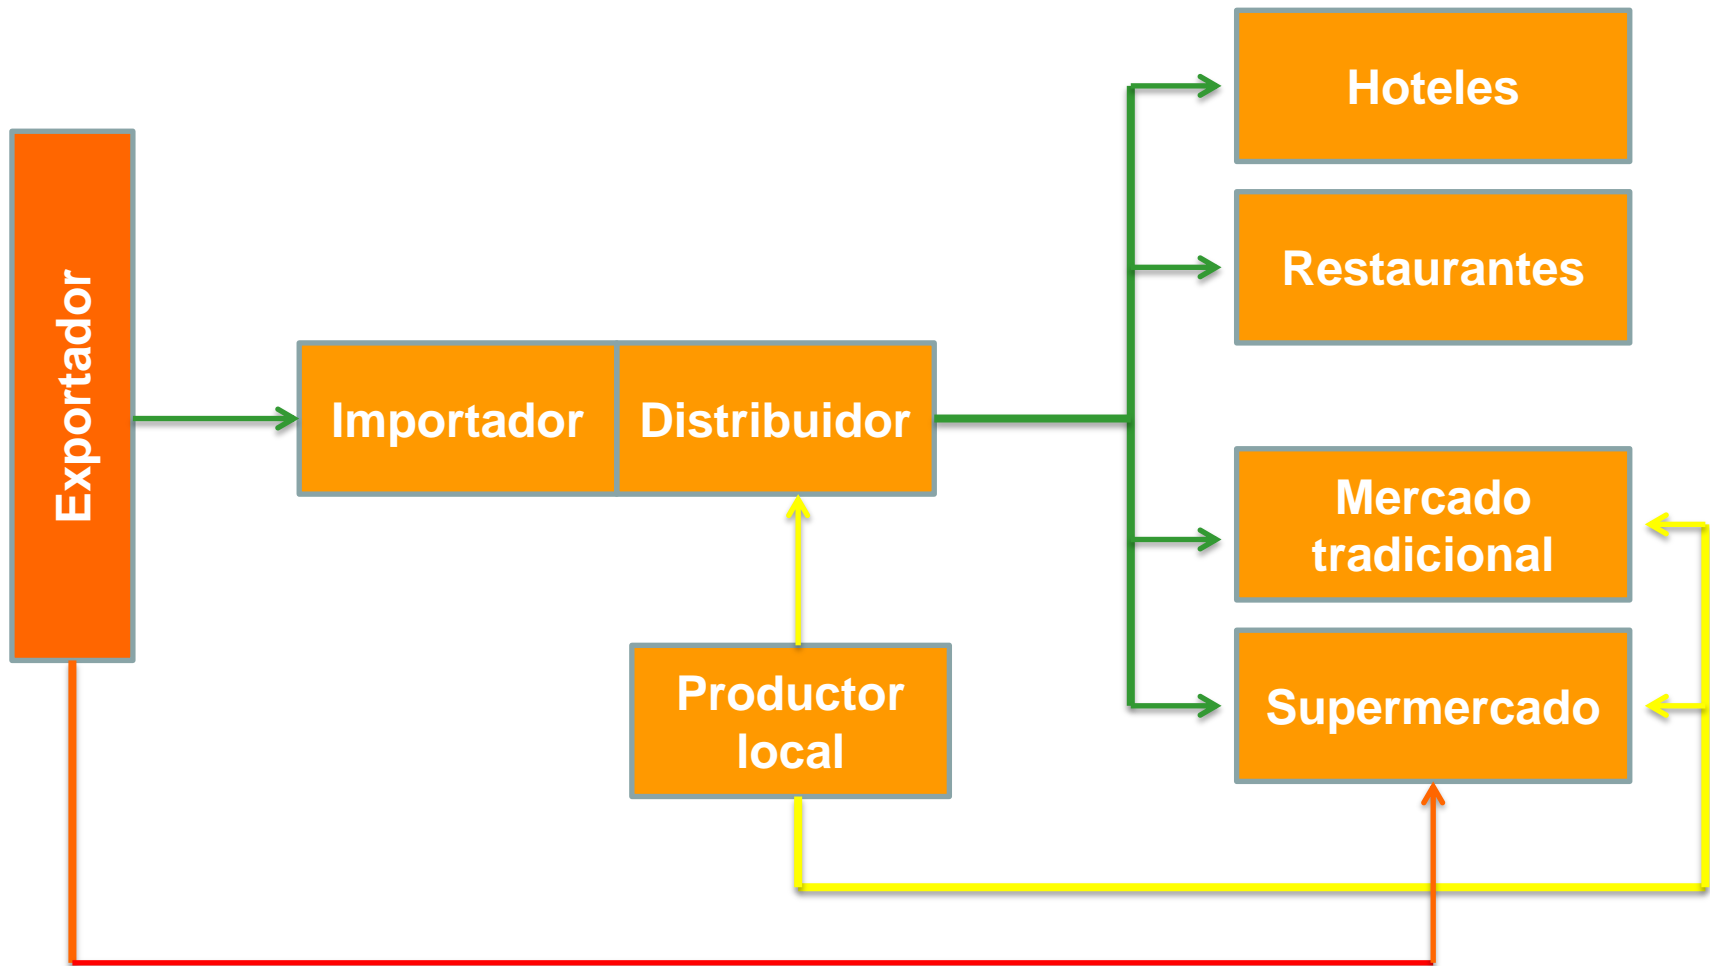 Exportador
Importador
Distribuidor
Productor
local
Hoteles
Restaurantes
Mercado
tradicional
Supermercado